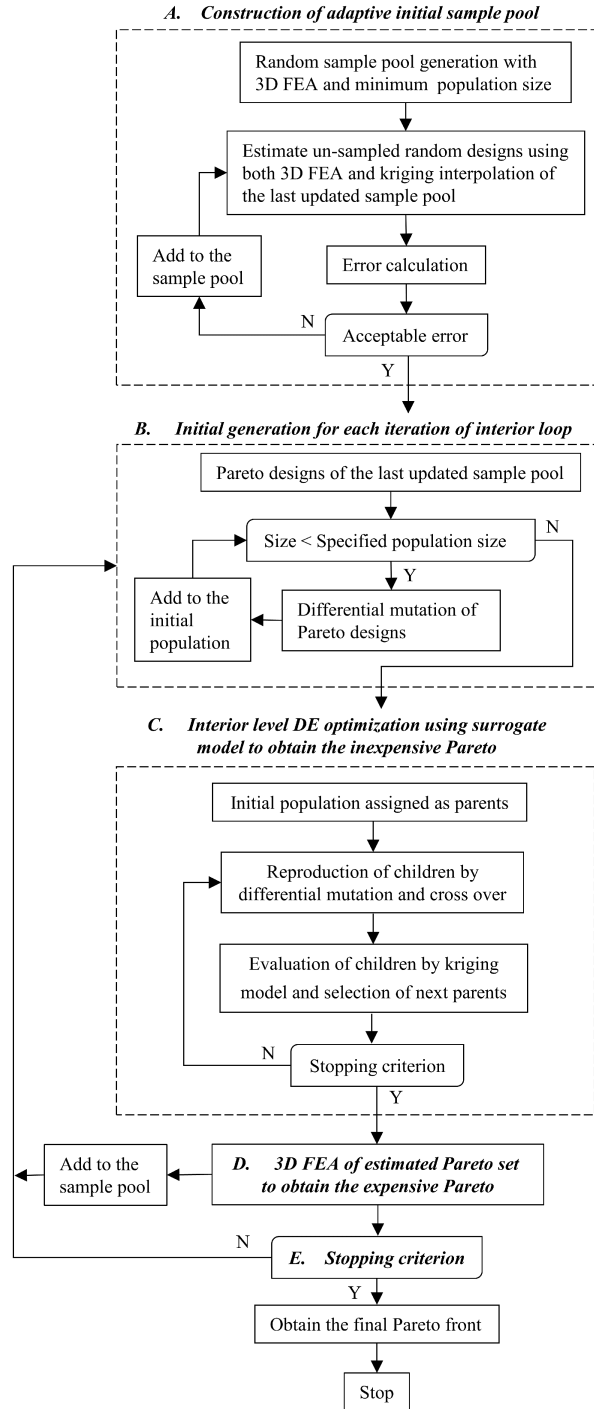 A. Construction of adaptive initial sample pool
Random sample pool generation with
3D FEA and minimum population size
Estimate un-sampled random designs using
both 3D FEA and kriging interpolation of
the last updated sample pool
Add to the
sample pool
Error calculation
N
Acceptable error
Y
B. Initial generation for each iteration of interior loop
Pareto designs of the last updated sample pool
Size < Specified population size
N
Y
Add to the
initial
population
Differential mutation of
Pareto designs
C. Interior level DE optimization using surrogate
model to obtain the inexpensive Pareto
Initial population assigned as parents
Reproduction of children by
differential mutation and cross over
Evaluation of children by kriging
model and selection of next parents
N
Stopping criterion
Y
Add to the
sample pool
D. 3D FEA of estimated Pareto set
to obtain the expensive Pareto
N
E. Stopping criterion
Y
Obtain the final Pareto front
Stop